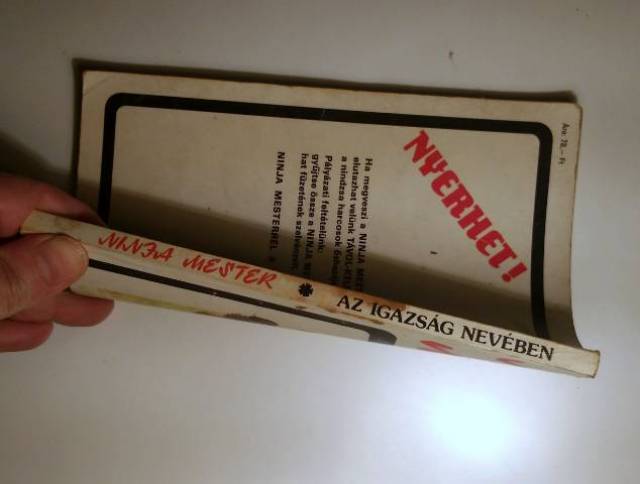 NINJA MESTER AZ IGAZSÁG NEVÉBEN
Ára: 78,— Ft
NYERHET!
Ha megveszi a NINJA
elutazhat velünk
a nindzsa harcosok
Pályázati feltételünk
gyűjtse össze a NINJA
hat füzetének szelvényeit
NINJA MESTERREL a